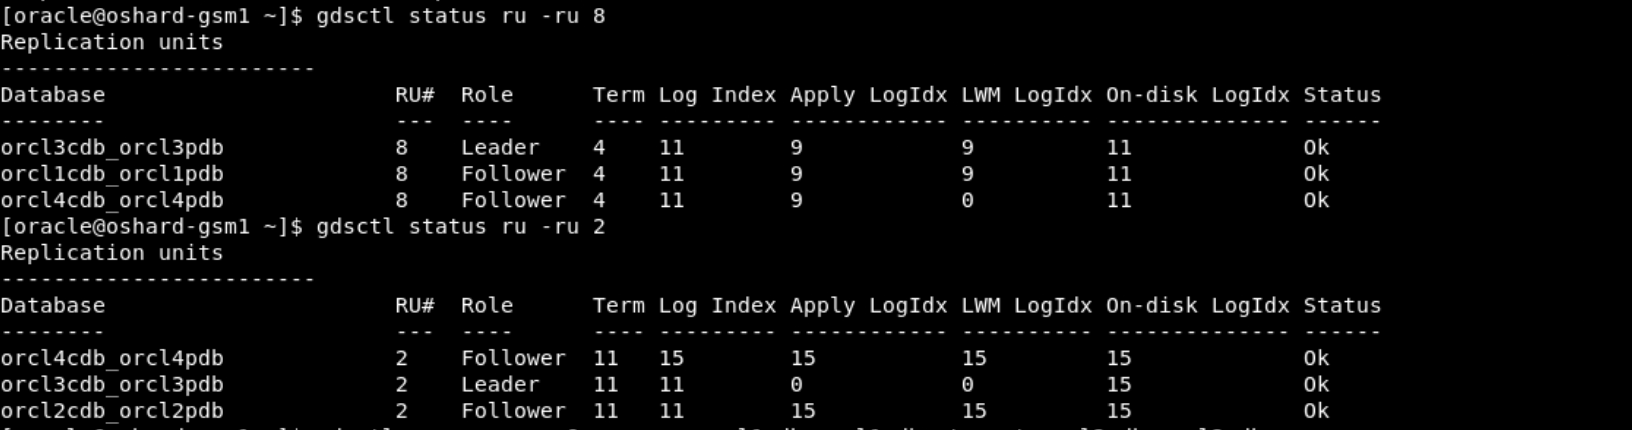 [oracle@oshard-gsm1 ~]$ gdsctl status ru -ru 8
Replication units
------------------------
Database                      RU#  Role      Term Log Index Apply LogIdx LWM LogIdx On-disk LogIdx Status
--------                      ---  ----      ---- --------- ------------ ---------- -------------- ------
orcl3cdb_orcl3pdb             8    Leader    4    11        9            9          11             Ok
orcl1cdb_orcl1pdb             8    Follower  4    11        9            9          11             Ok
orcl4cdb_orcl4pdb             8    Follower  4    11        9            0          11             Ok
[oracle@oshard-gsm1 ~]$ gdsctl status ru -ru 2
Replication units
------------------------
Database                      RU#  Role      Term Log Index Apply LogIdx LWM LogIdx On-disk LogIdx Status
--------                      ---  ----      ---- --------- ------------ ---------- -------------- ------
orcl4cdb_orcl4pdb             2    Follower  11   15        15           15         15             Ok
orcl3cdb_orcl3pdb             2    Leader    11   11        0            0          15             Ok
orcl2cdb_orcl2pdb             2    Follower  11   11        15           15         15             Ok